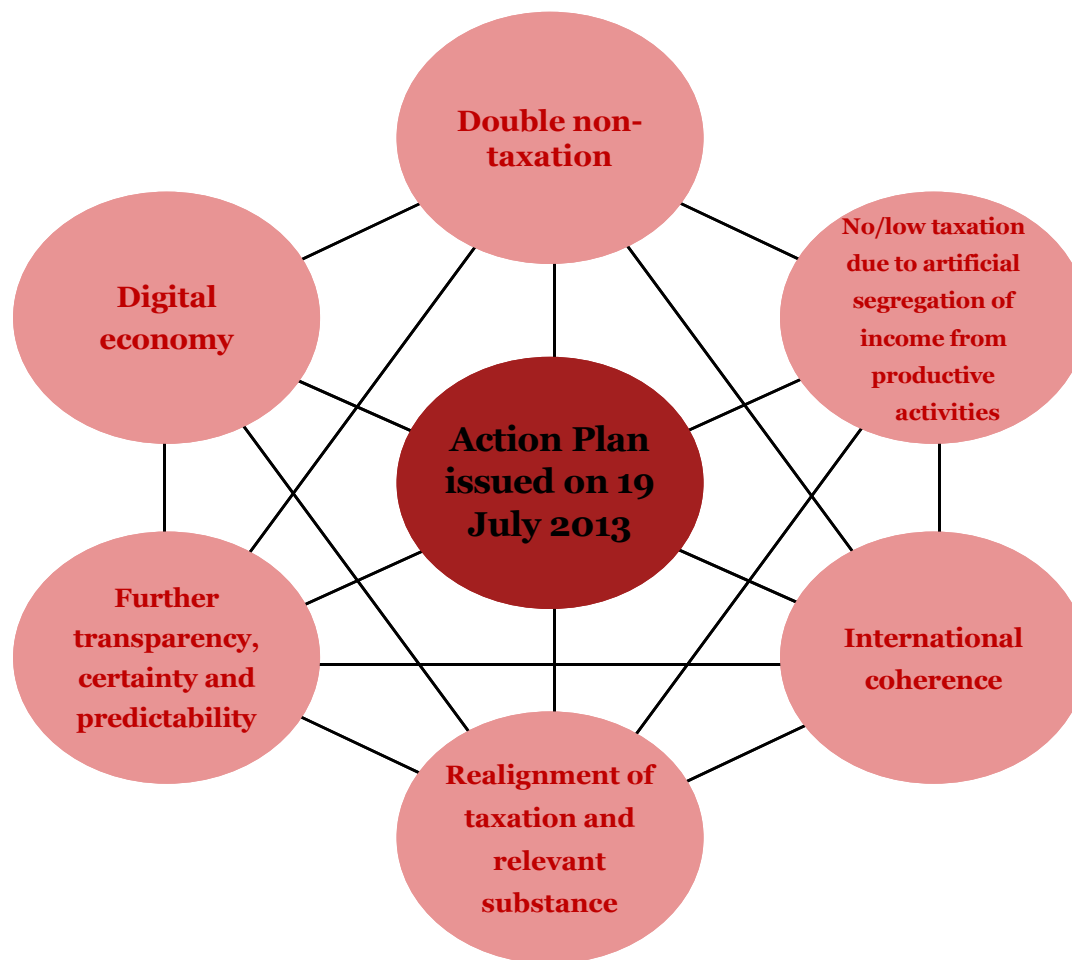 Double non-
taxation
No/low taxation
due to artificial
segregation of
income from
productive
activities
Digital
economy
Action Plan
issued on 19
July 2013
Further
transparency,
certainty and
predictability
International
coherence
Realignment of
taxation and
relevant
substance